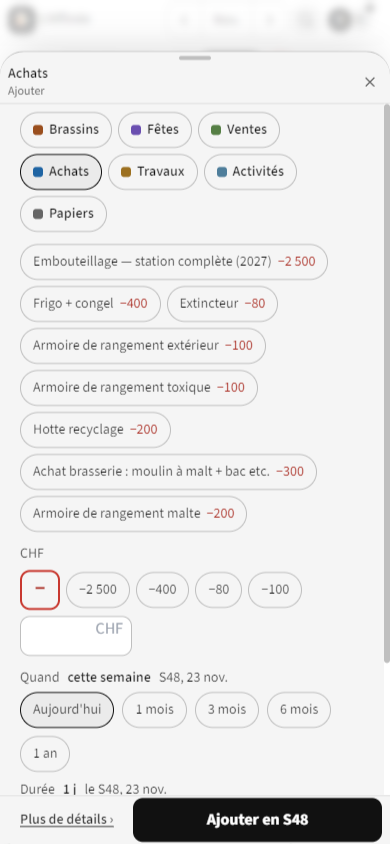 Achats
Ajouter
×
Brassins Fêtes Ventes
Achats Travaux Activités
Papiers
Embouteillage — station complète (2027) −2 500
Frigo + congel −400 Extincteur −80
Armoire de rangement extérieur −100
Armoire de rangement toxique −100
Hotte recyclage −200
Achat brasserie : moulin à malt + bac etc. −300
Armoire de rangement malte −200
CHF
− −2 500 −400 −80 −100
CHF
Quand cette semaine S48, 23 nov.
Aujourd'hui 1 mois 3 mois 6 mois
1 an
Durée 1 j le S48, 23 nov.
Plus de détails › Ajouter en S48